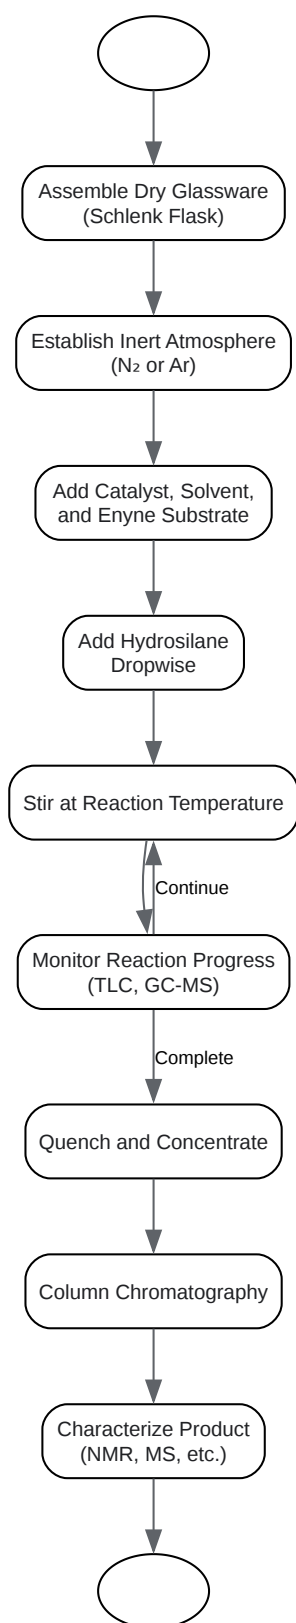 Assemble Dry Glassware
(Schlenk Flask)
Establish Inert Atmosphere
(N₂ or Ar)
Add Catalyst, Solvent,
and Enyne Substrate
Add Hydrosilane
Dropwise
Stir at Reaction Temperature
Continue
Monitor Reaction Progress
(TLC, GC-MS)
Complete
Quench and Concentrate
Column Chromatography
Characterize Product
(NMR, MS, etc.)